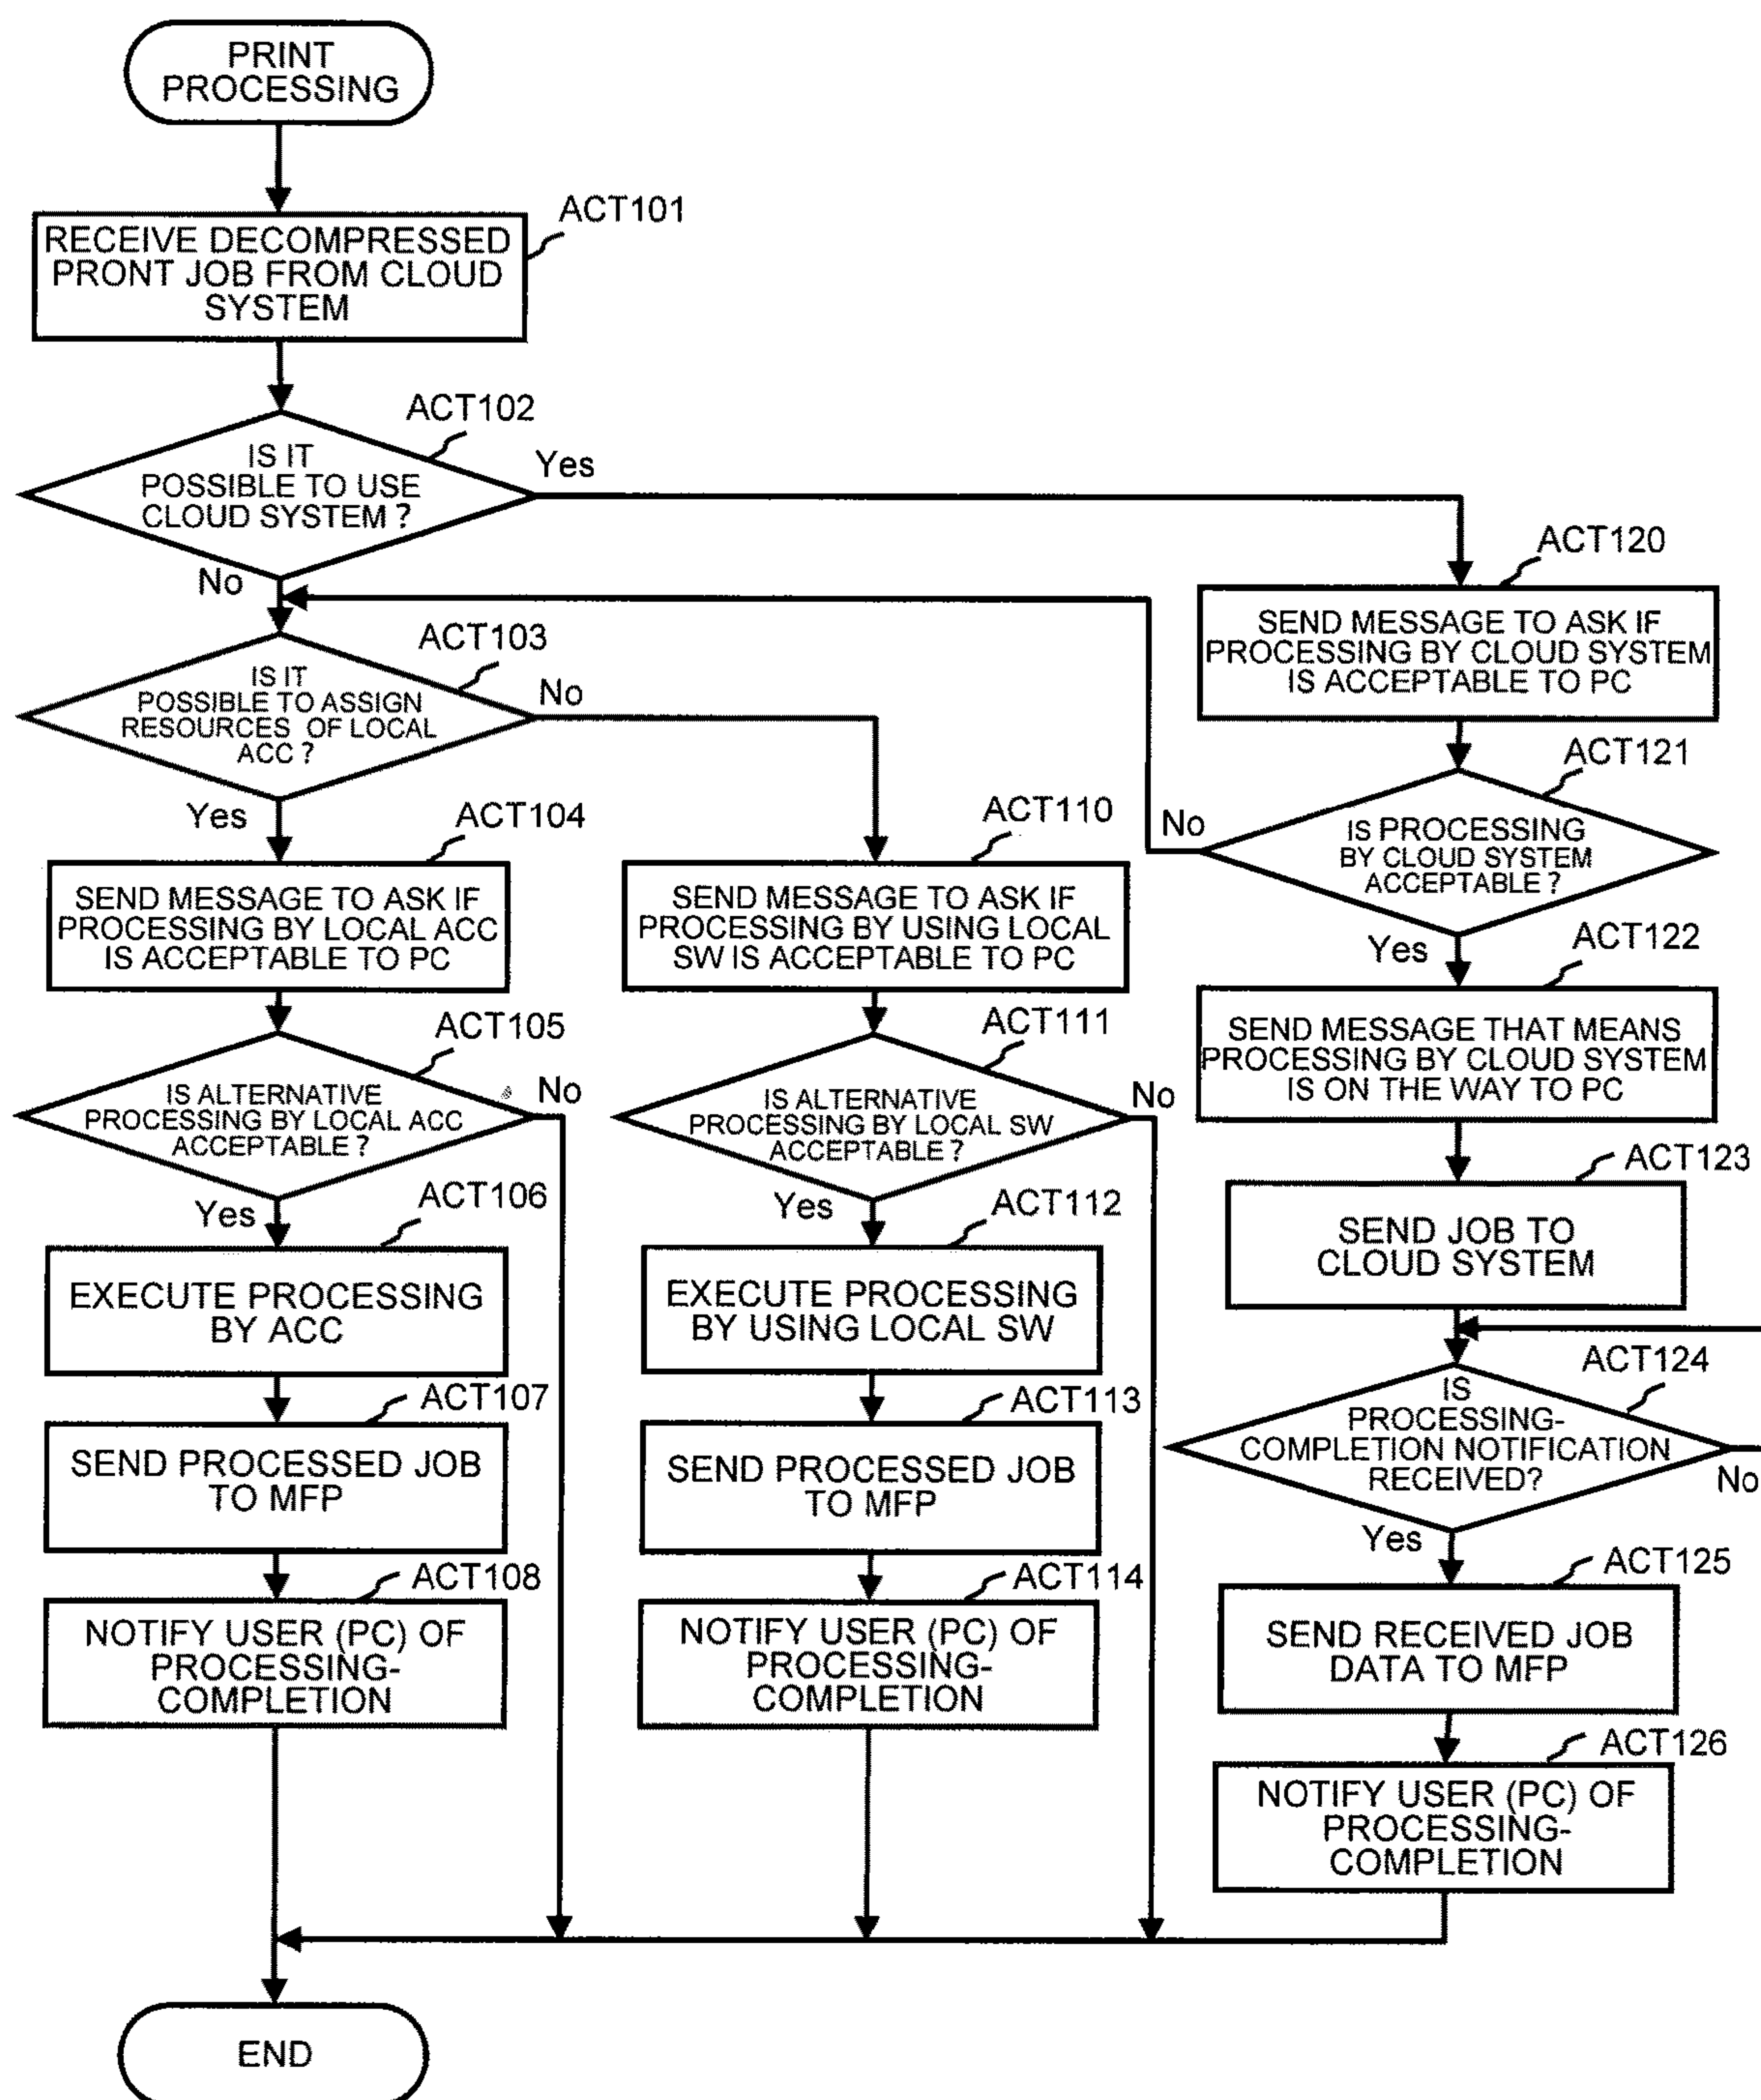 PRINT
PROCESSING
ACT101
RECEIVE DECOMPRESSED
PRONT JOB FROM CLOUD
SYSTEM
ACT102
IS IT
POSSIBLE TO USE
CLOUD SYSTEM ?
Yes
No
ACT103
IS IT
POSSIBLE TO ASSIGN
RESOURCES OF LOCAL
ACC ?
No
Yes
ACT104
SEND MESSAGE TO ASK IF
PROCESSING BY LOCAL ACC
IS ACCEPTABLE TO PC
ACT105
IS ALTERNATIVE
PROCESSING BY LOCAL ACC
ACCEPTABLE ?
No
Yes
ACT106
EXECUTE PROCESSING
BY ACC
ACT107
SEND PROCESSED JOB
TO MFP
ACT108
NOTIFY USER (PC) OF
PROCESSING-
COMPLETION
ACT110
SEND MESSAGE TO ASK IF
PROCESSING BY USING LOCAL
SW IS ACCEPTABLE TO PC
ACT111
IS ALTERNATIVE
PROCESSING BY LOCAL SW
ACCEPTABLE ?
No
Yes
ACT112
EXECUTE PROCESSING
BY USING LOCAL SW
ACT113
SEND PROCESSED JOB
TO MFP
ACT114
NOTIFY USER (PC) OF
PROCESSING-
COMPLETION
ACT120
SEND MESSAGE TO ASK IF
PROCESSING BY CLOUD SYSTEM
IS ACCEPTABLE TO PC
ACT121
IS PROCESSING
BY CLOUD SYSTEM
ACCEPTABLE ?
No
Yes
ACT122
SEND MESSAGE THAT MEANS
PROCESSING BY CLOUD SYSTEM
IS ON THE WAY TO PC
ACT123
SEND JOB TO
CLOUD SYSTEM
ACT124
IS
PROCESSING-
COMPLETION NOTIFICATION
RECEIVED?
No
Yes
ACT125
SEND RECEIVED JOB
DATA TO MFP
ACT126
NOTIFY USER (PC) OF
PROCESSING-
COMPLETION
END